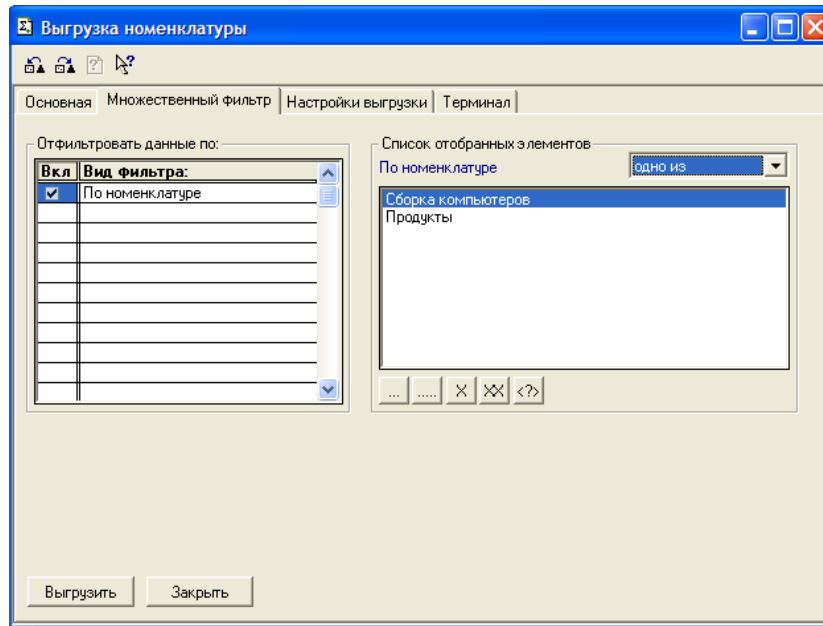 Выгрузка номенклатуры
Основная Множественный фильтр Настройки выгрузки Терминал
Отфильтровать данные по:
Вкл Вид фильтра:
По номенклатуре
Список отобранных элементов
По номенклатуре одно из
Сборка компьютеров
Продукты
... ..... X XX <?>
Выгрузить Закрыть